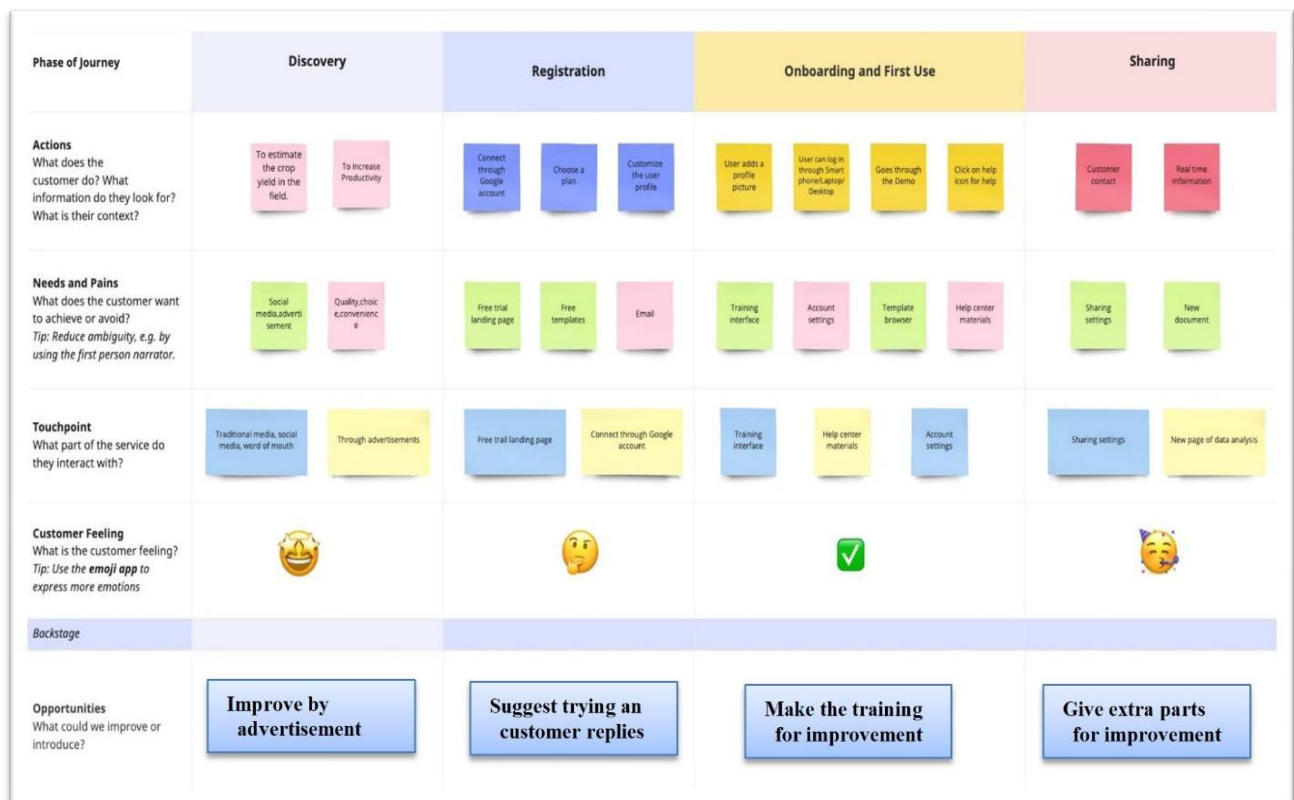 Phase of Journey
Discovery
Registration
Onboarding and First Use
Sharing
Actions
What does the
customer do? What
information do they look for?
What is their context?
To estimate
the crop
yield in the
field.
To increase
Productivity
Connect
through
Google
account
Choose a
plan
Customize
the user
profile
User adds a
profile
picture
User can log in
through Smart
phone/Laptop/
Desktop
Goes through
the Demo
Click on help
icon for help
Customer
contact
Real time
information
Needs and Pains
What does the customer want
to achieve or avoid?
Tip: Reduce ambiguity, e.g. by
using the first person narrator.
Social
media,adverti
sement
Quality,choic
e,convenienc
e
Free trial
landing page
Free
templates
Email
Training
interface
Account
settings
Template
browser
Help center
materials
Sharing
settings
New
document
Touchpoint
What part of the service do
they interact with?
Traditional media, social
media, word of mouth
Through advertisements
Free trail landing page
Connect through Google
account
Training
interface
Help center
materials
Account
settings
Sharing settings
New page of data analysis
Customer Feeling
What is the customer feeling?
Tip: Use the emoji app to
express more emotions
Backstage
Opportunities
What could we improve or
introduce?
Improve by
advertisement
Suggest trying an
customer replies
Make the training
for improvement
Give extra parts
for improvement